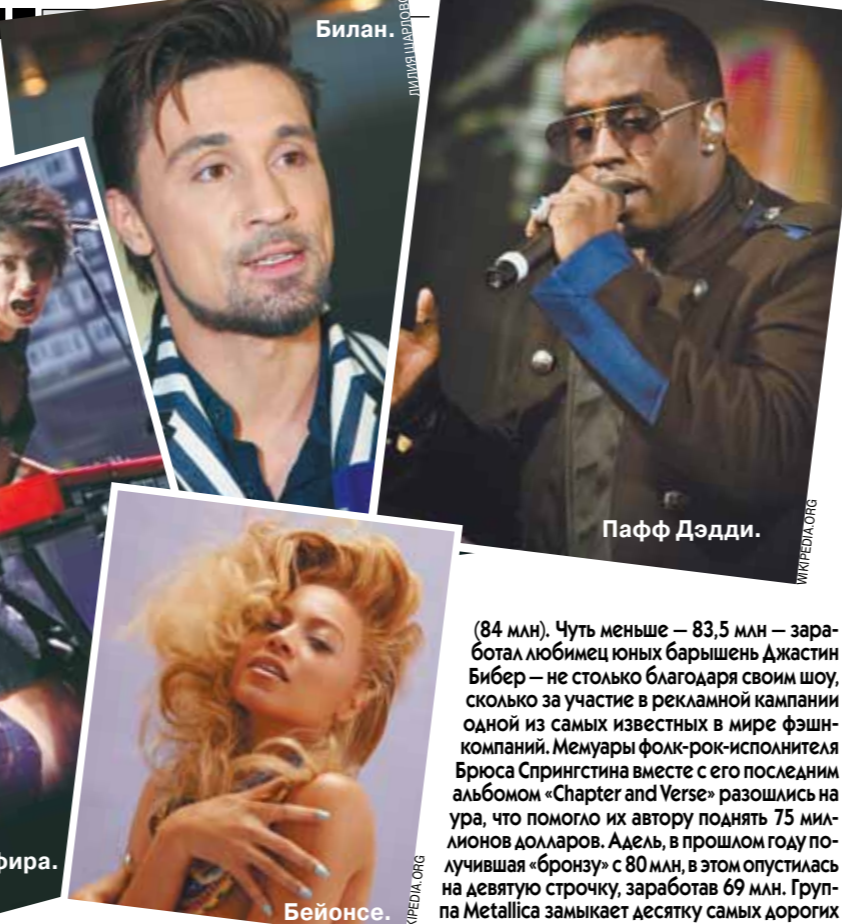 Билан.
Пафф Дэдди.
WIKIPEDIA.ORG
(84 млн). Чуть меньше — 83,5 млн — зара-
ботал любимец юных барышень Джастин
Бибер — не столько благодаря своим шоу,
сколько за участие в рекламной кампании
одной из самых известных в мире фэшн-
компаний. Мемуары фолк-рок-исполнителя
Брюса Спрингстина вместе с его последним
альбомом «Chapter and Verse» разошлись на
ура, что помогло их автору поднять 75 мил-
лионов долларов. Адель, в прошлом году по-
лучившая «бронзу» с 80 млн, в этом опустилась
на девятую строчку, заработав 69 млн. Груп-
па Metallica замыкает десятку самых дорогих
фира.
Бейонсе.
KIPEDIA.ORG